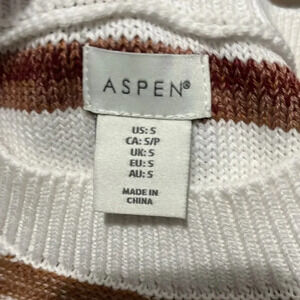 ASPEN®
US: S
CA: S/P
UK: S
EU: S
AU: S
MADE IN
CHINA